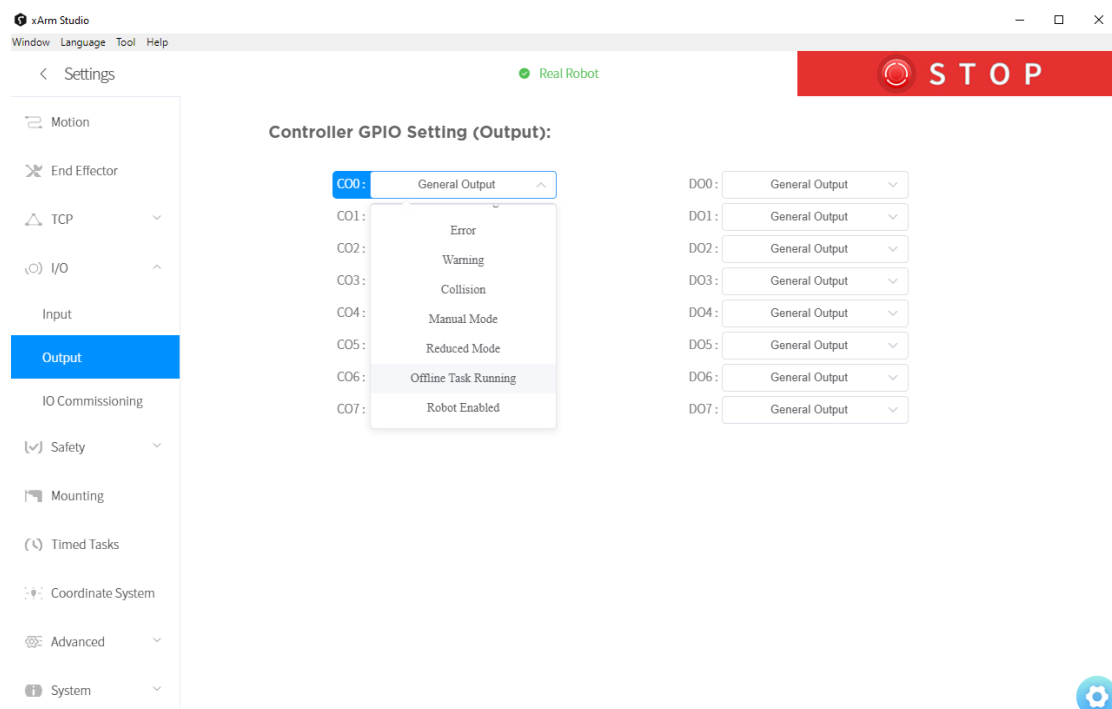 xArm Studio
Window Language Tool Help
Settings
Real Robot
STOP
Motion
End Effector
TCP
I/O
Input
Output
IO Commissioning
Safety
Mounting
Timed Tasks
Coordinate System
Advanced
System
Controller GPIO Setting (Output):
CO0 : General Output
CO1 :
CO2 :
CO3 :
CO4 :
CO5 :
CO6 :
CO7 :
Error
Warning
Collision
Manual Mode
Reduced Mode
Offline Task Running
Robot Enabled
DO0 : General Output
DO1 : General Output
DO2 : General Output
DO3 : General Output
DO4 : General Output
DO5 : General Output
DO6 : General Output
DO7 : General Output